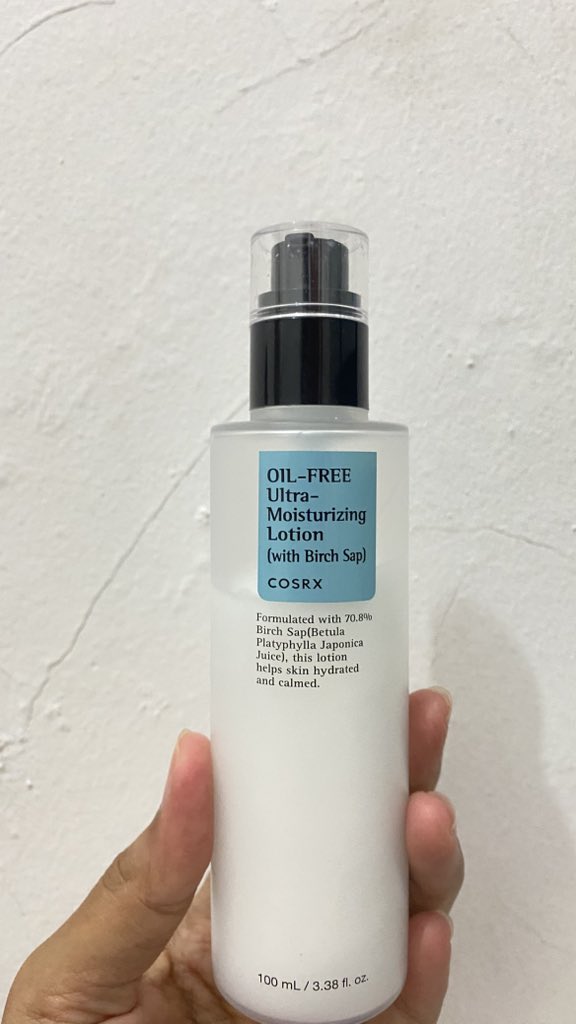 OIL-FREE
Ultra-
Moisturizing
Lotion
(with Birch Sap)
COSRX
Formulated with 70.8%
Birch Sap(Betula
Platyphylla Japonica
Juice), this lotion
helps skin hydrated
and calmed.
100 mL / 3.38 fl. oz.